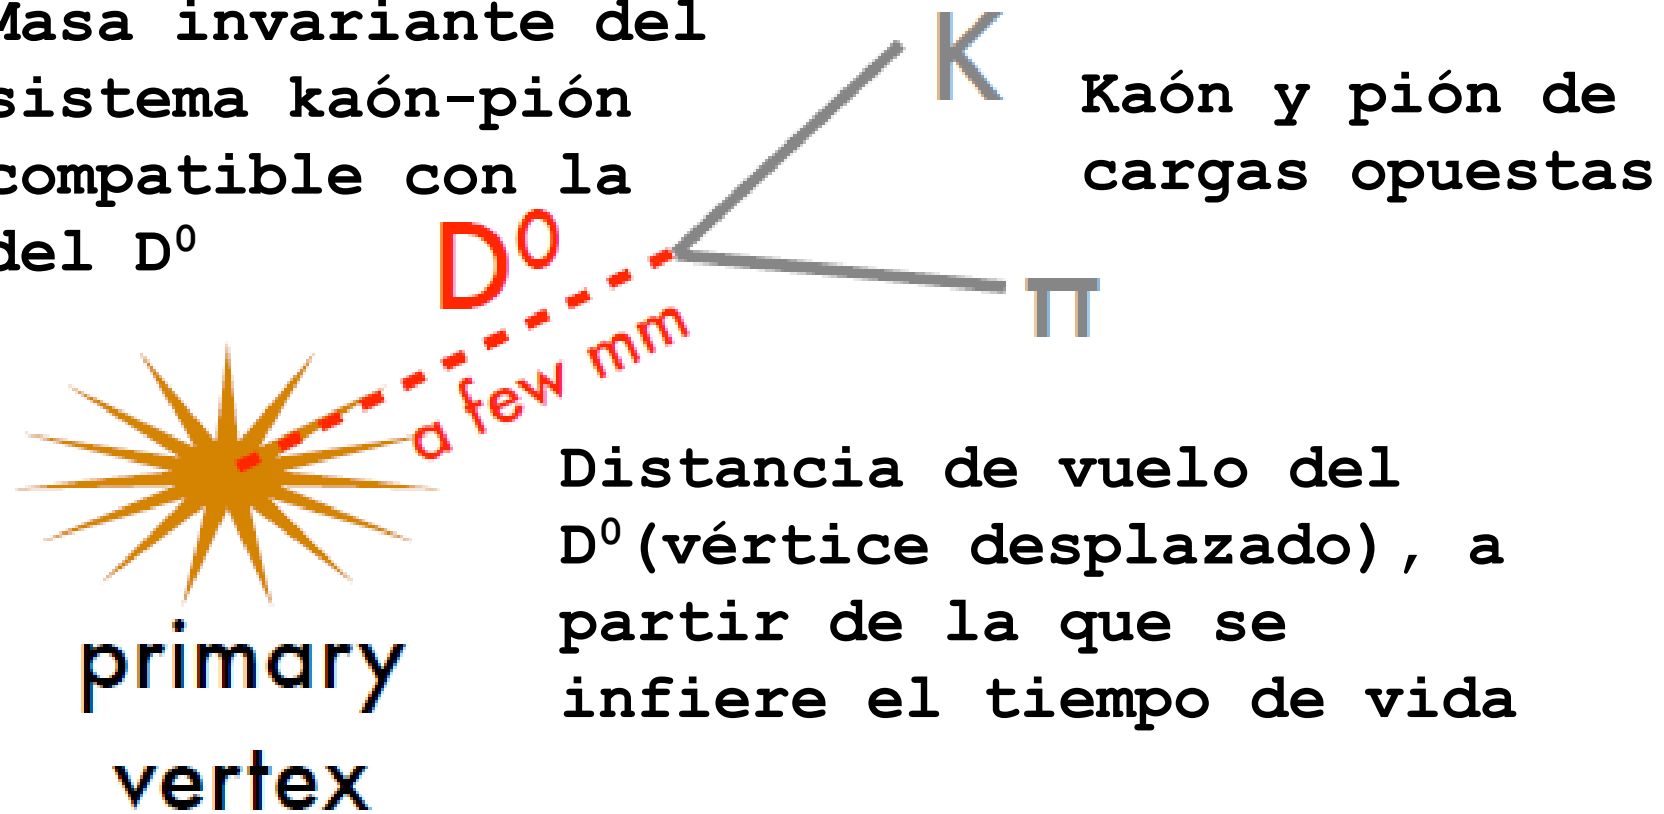 Masa invariante del
sistema kaón-pión
compatible con la
del D⁰
K
Kaón y pión de
cargas opuestas
D⁰
π
a few mm
Distancia de vuelo del
D⁰(vértice desplazado), a
partir de la que se
infiere el tiempo de vida
primary
vertex